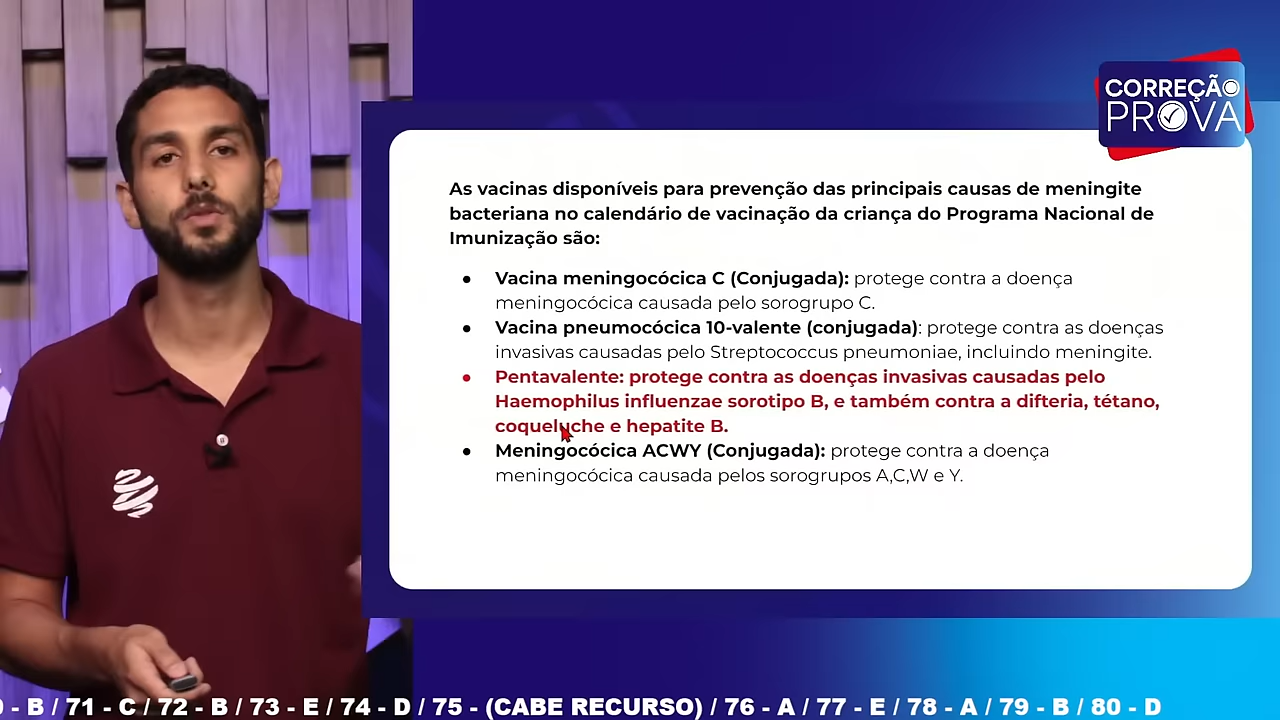 CORREÇÃO
PROVA
As vacinas disponíveis para prevenção das principais causas de meningite
bacteriana no calendário de vacinação da criança do Programa Nacional de
Imunização são:
● Vacina meningocócica C (Conjugada): protege contra a doença
meningocócica causada pelo sorogrupo C.
● Vacina pneumocócica 10-valente (conjugada): protege contra as doenças
invasivas causadas pelo Streptococcus pneumoniae, incluindo meningite.
● Pentavalente: protege contra as doenças invasivas causadas pelo
Haemophilus influenzae sorotipo B, e também contra a difteria, tétano,
coqueluche e hepatite B.
● Meningocócica ACWY (Conjugada): protege contra a doença
meningocócica causada pelos sorogrupos A,C,W e Y.
- B / 71 - C / 72 - B / 73 - E / 74 - D / 75 - (CABE RECURSO) / 76 - A / 77 - E / 78 - A / 79 - B / 80 - D